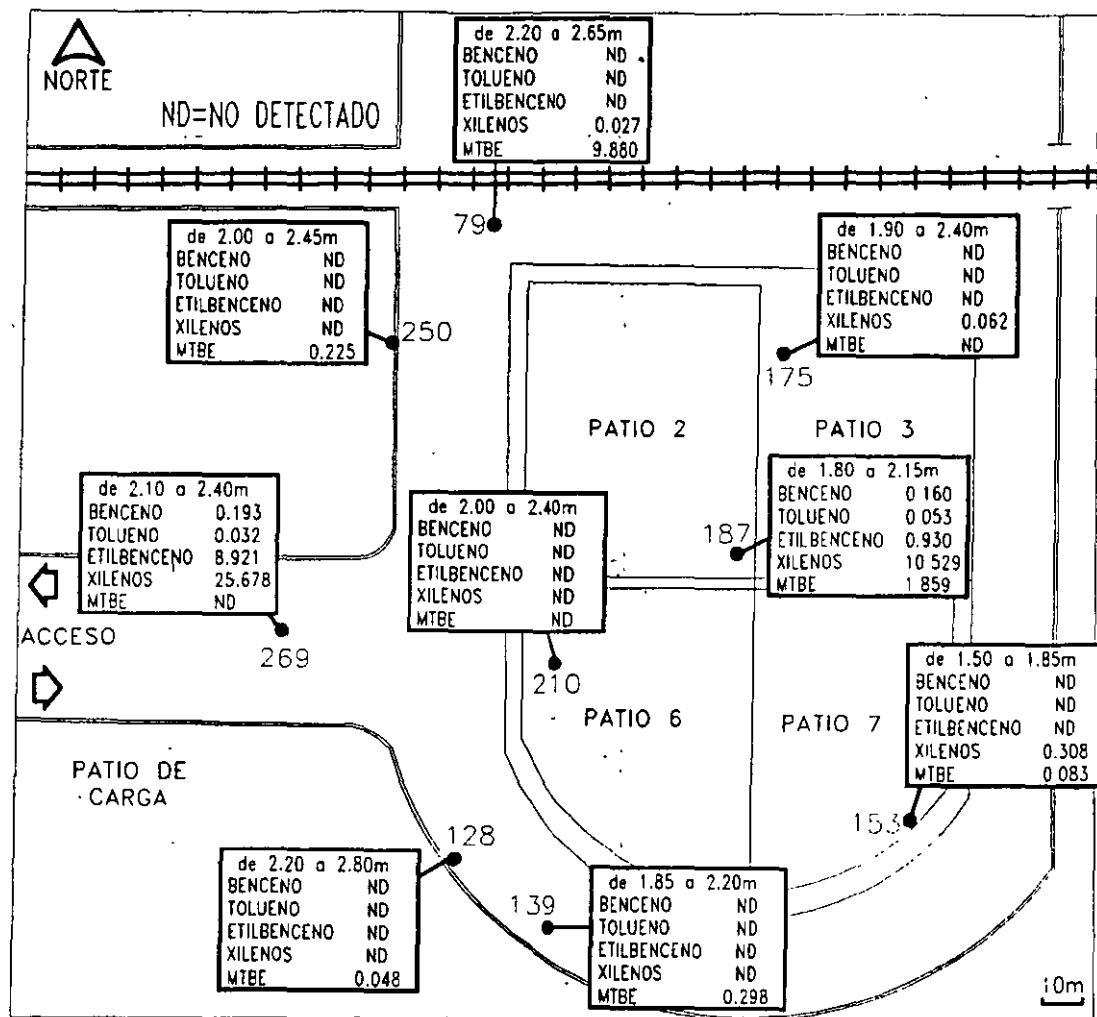 NORTE
ND=NO DETECTADO
de 2.20 a 2.65m
BENCENO ND
TOLUENO ND
ETILBENCENO ND
XILENOS 0.027
MTBE 9.880
79
de 2.00 a 2.45m
BENCENO ND
TOLUENO ND
ETILBENCENO ND
XILENOS ND
MTBE 0.225
250
de 1.90 a 2.40m
BENCENO ND
TOLUENO ND
ETILBENCENO ND
XILENOS 0.062
MTBE ND
175
PATIO 2
PATIO 3
de 2.10 a 2.40m
BENCENO 0.193
TOLUENO 0.032
ETILBENCENO 8.921
XILENOS 25.678
MTBE ND
269
ACCESO
de 2.00 a 2.40m
BENCENO ND
TOLUENO ND
ETILBENCENO ND
XILENOS ND
MTBE ND
210
de 1.80 a 2.15m
BENCENO 0 160
TOLUENO 0.053
ETILBENCENO 0.930
XILENOS 10 529
MTBE 1 859
187
PATIO 6
PATIO 7
de 1.50 a 1.85m
BENCENO ND
TOLUENO ND
ETILBENCENO ND
XILENOS 0.308
MTBE 0 083
153
PATIO DE
CARGA
128
de 2.20 a 2.80m
BENCENO ND
TOLUENO ND
ETILBENCENO ND
XILENOS ND
MTBE 0.048
139
de 1.85 a 2.20m
BENCENO ND
TOLUENO ND
ETILBENCENO ND
XILENOS ND
MTBE 0.298
10m